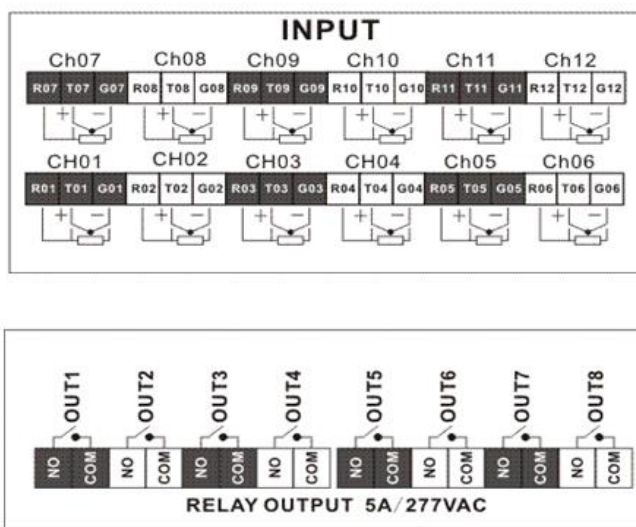 INPUT
Ch07 Ch08 Ch09 Ch10 Ch11 Ch12
R07 T07 G07 R08 T08 G08 R09 T09 G09 R10 T10 G10 R11 T11 G11 R12 T12 G12
+ − + − + − + − + − + −
CH01 CH02 CH03 CH04 Ch05 Ch06
R01 T01 G01 R02 T02 G02 R03 T03 G03 R04 T04 G04 R05 T05 G05 R06 T06 G06
+ − + − + − + − + − + −
OUT1 OUT2 OUT3 OUT4 OUT5 OUT6 OUT7 OUT8
NO COM NO COM NO COM NO COM NO COM NO COM NO COM NO COM
RELAY OUTPUT 5A/277VAC